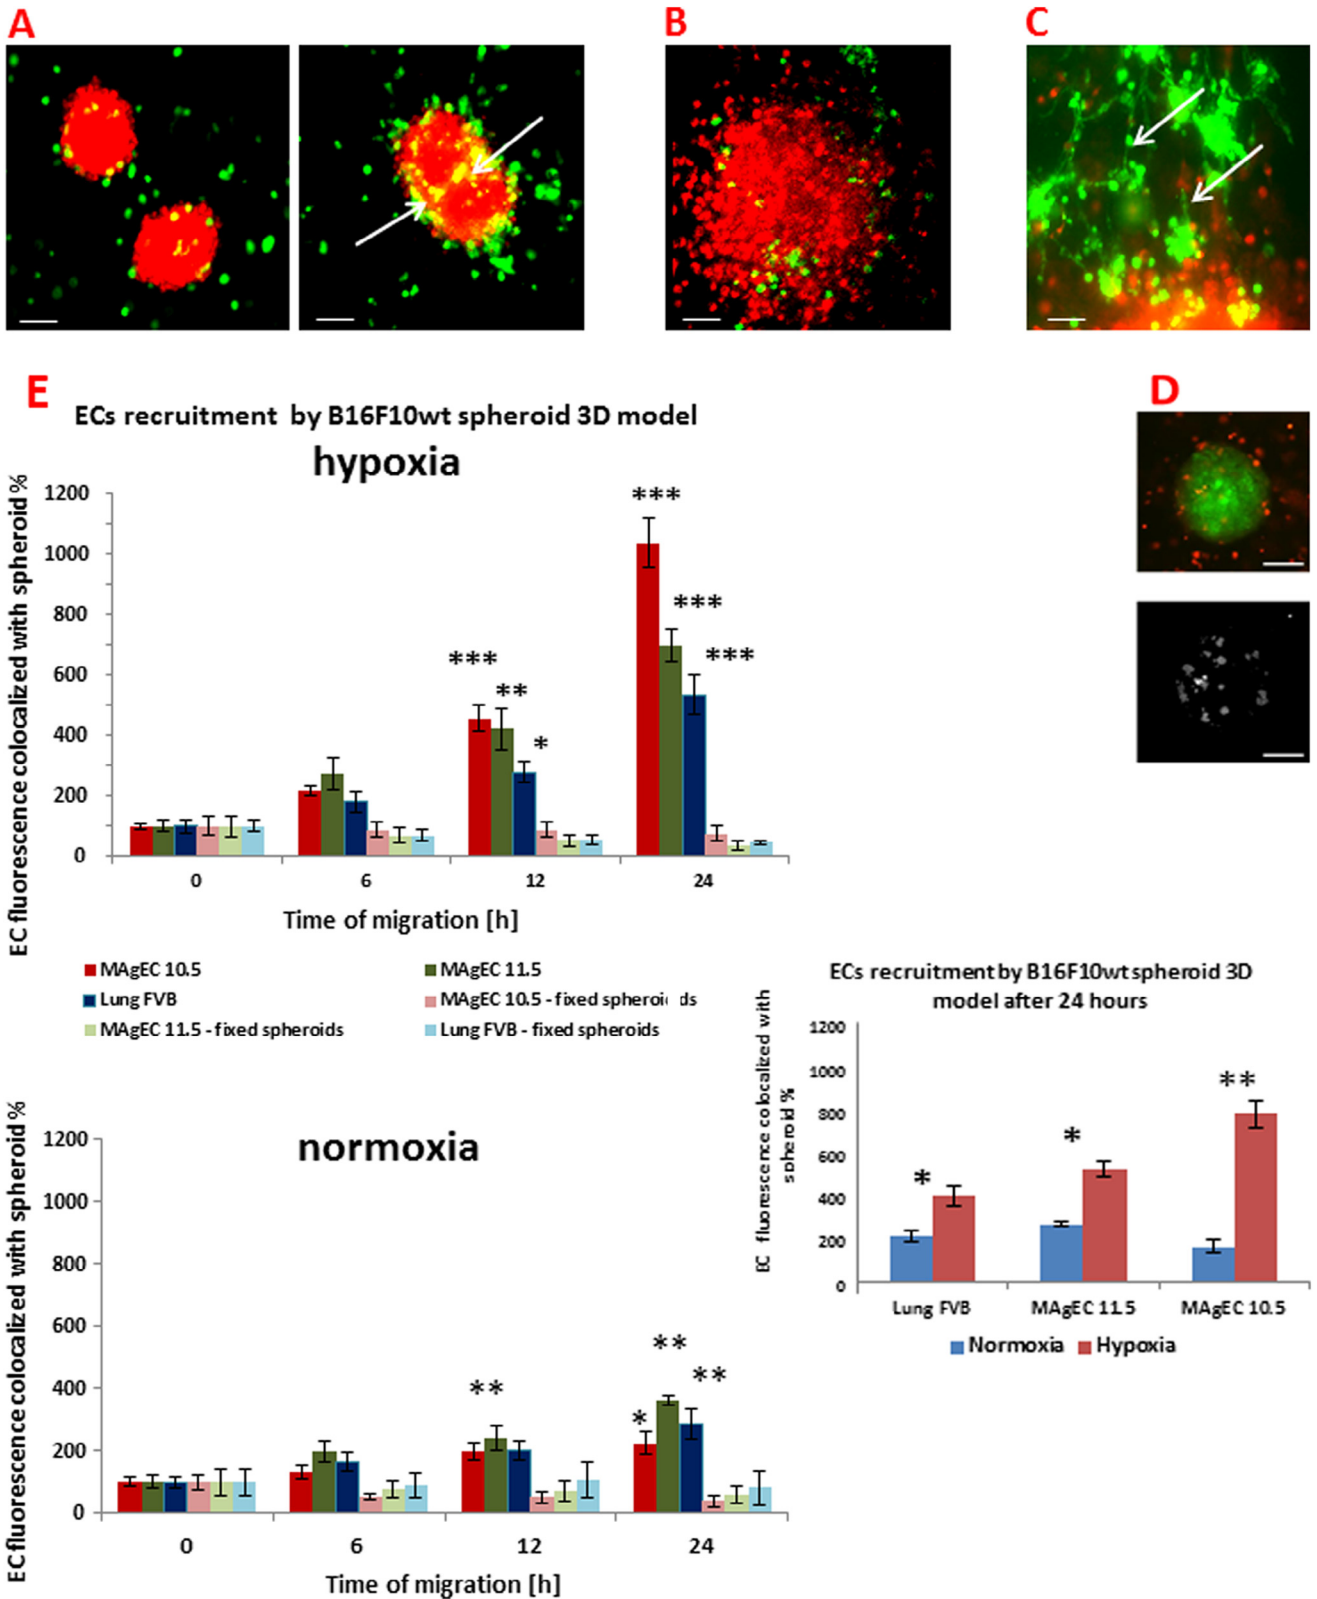 A
B
C
E
D
ECs recruitment by B16F10wt spheroid 3D model
hypoxia
EC fluorescence colocalized with spheroid %
1200
1000
800
600
400
200
0
***
**
*
***
***
***
0 6 12 24
Time of migration [h]
MAgEC 10.5 MAgEC 11.5
Lung FVB MAgEC 10.5 - fixed spheroi ds
MAgEC 11.5 - fixed spheroids Lung FVB - fixed spheroids
ECs recruitment by B16F10wt spheroid 3D
model after 24 hours
EC fluorescence colocalized with
spheroid %
1200
1000
800
600
400
200
0
*
*
**
Lung FVB MAgEC 11.5 MAgEC 10.5
Normoxia Hypoxia
normoxia
EC fluorescence colocalized with spheroid %
1200
1000
800
600
400
200
0
**
*
**
**
0 6 12 24
Time of migration [h]